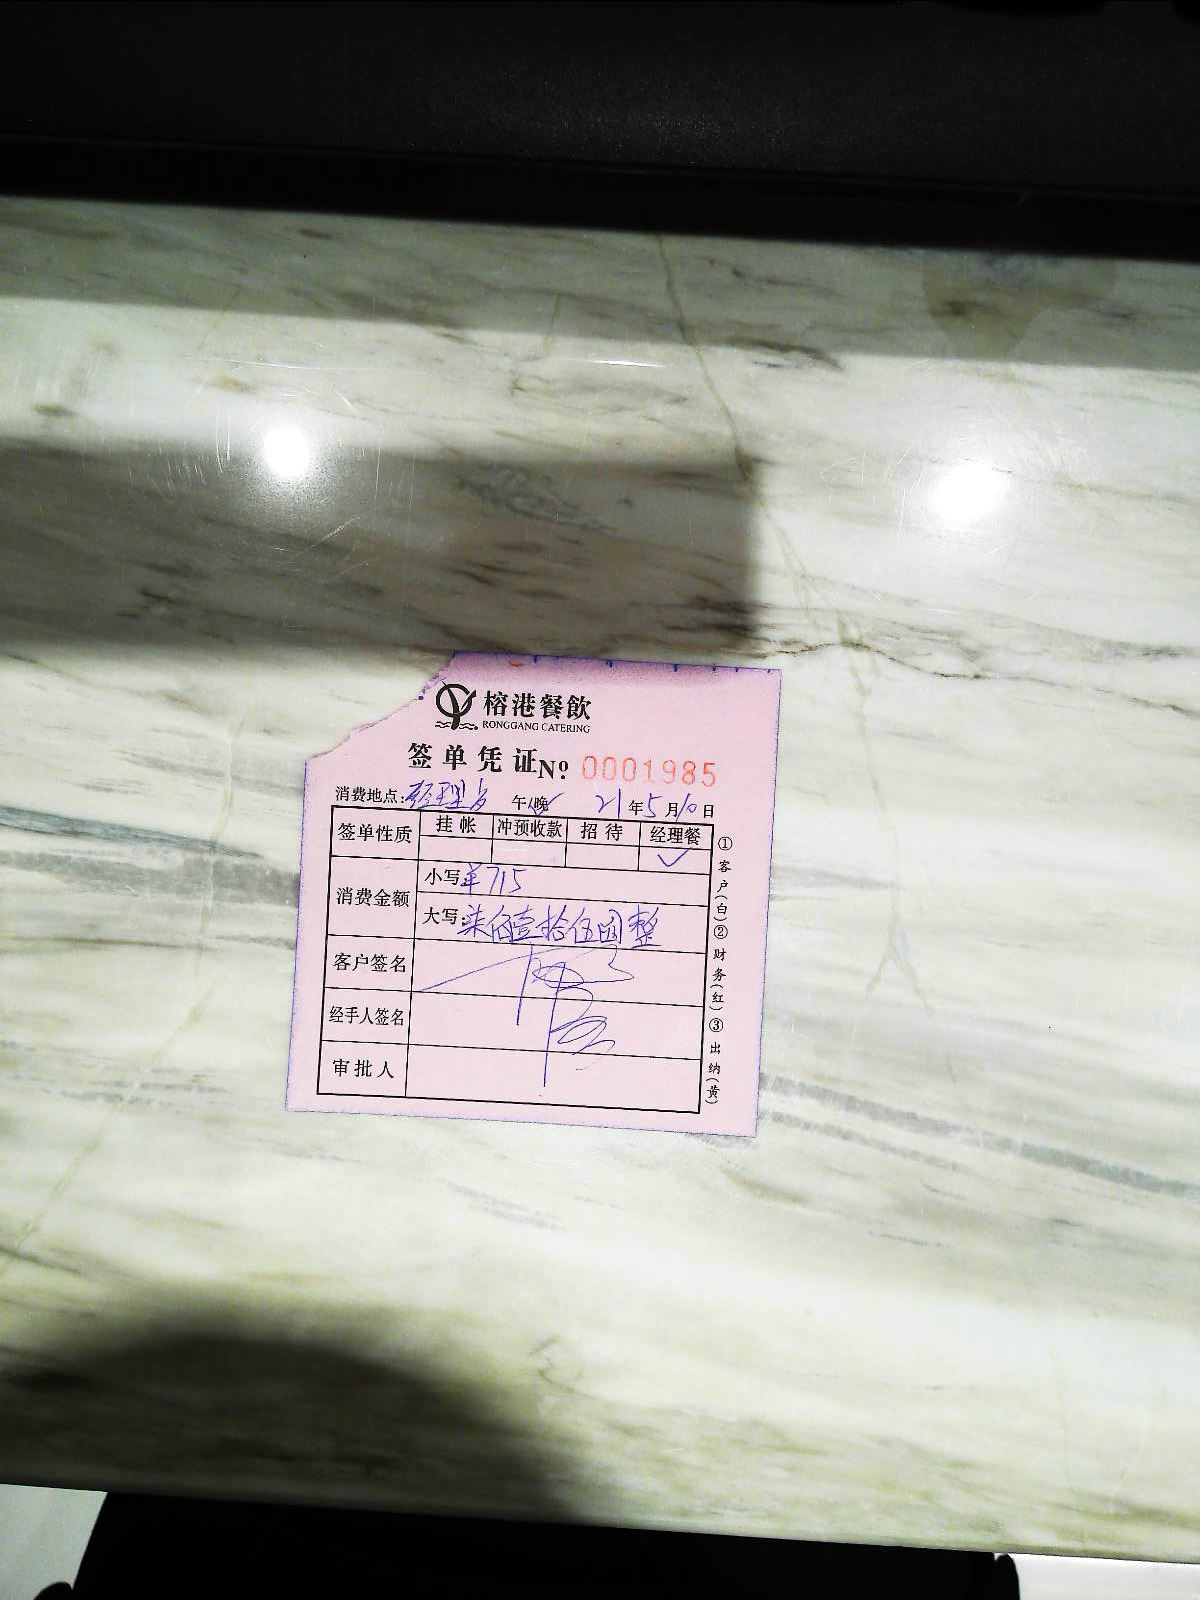 榕港餐飲
RONGGANG CATERING
签单凭证 № 0001985
消费地点: 午/晚 21年5月10日
签单性质 挂帐 冲预收款 招待 经理餐
✓
消费金额
小写 ¥715
大写: 柒佰壹拾伍圆整
客户签名
经手人签名
审批人
①客户(白)②财务(红)③出纳(黄)